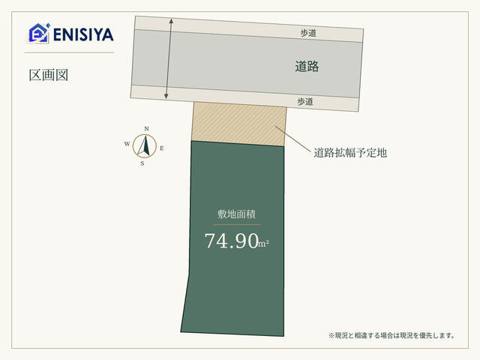 ENISIYA
区画図
歩道
道路
歩道
道路拡幅予定地
N
W
E
S
敷地面積
74.90m²
※現況と相違する場合は現況を優先します。